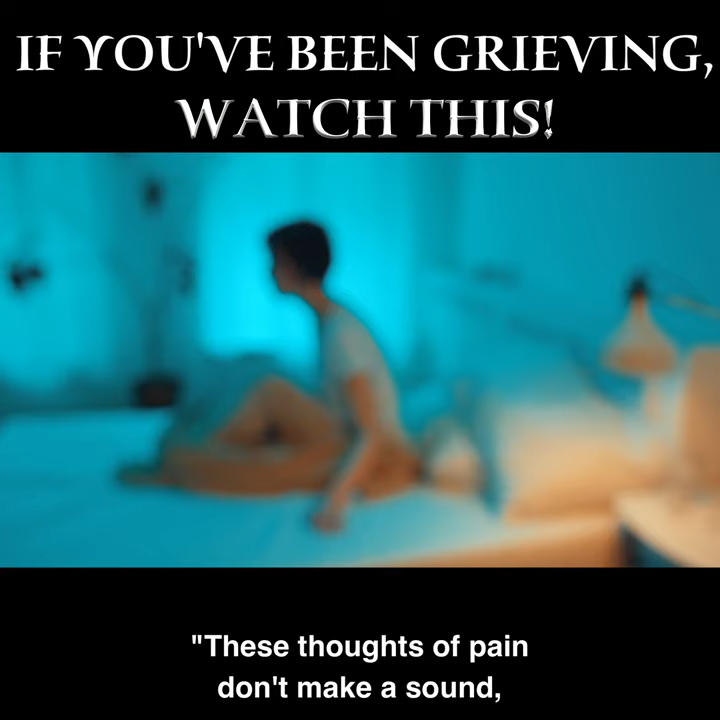 IF YOU'VE BEEN GRIEVING,
WATCH THIS!
"These thoughts of pain
don't make a sound,